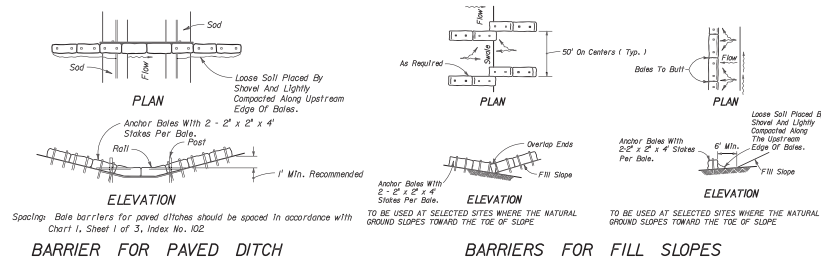 Sod
Sod
Flow
Loose Soil Placed By
Shovel And Lightly
Compacted Along Upstream
Edge Of Bales.
PLAN
Anchor Bales With 2 - 2" x 2" x 4'
Stakes Per Bale.
Rail
Post
1' Min. Recommended
ELEVATION
Spacing: Bale barriers for paved ditches should be spaced in accordance with
Chart 1, Sheet 1 of 3, Index No. 102
BARRIER FOR PAVED DITCH
Flow
Swale
50' On Centers ( Typ. )
As Required
PLAN
Overlap Ends
Fill Slope
Anchor Bales With
2 - 2" x 2" x 4'
Stakes Per Bale.
ELEVATION
TO BE USED AT SELECTED SITES WHERE THE NATURAL
GROUND SLOPES TOWARD THE TOE OF SLOPE
Flow
Bales To Butt
PLAN
Loose Soil Placed B
Shovel And Lightly
Compacted Along
The Upstream
Edge Of Bales.
Anchor Bales With
2-2" x 2" x 4' Stakes
Per Bale.
6' Min.
Fill Slope
ELEVATION
TO BE USED AT SELECTED SITES WHERE THE NATURAL
GROUND SLOPES AWAY FROM THE TOE OF SLOPE
BARRIERS FOR FILL SLOPES